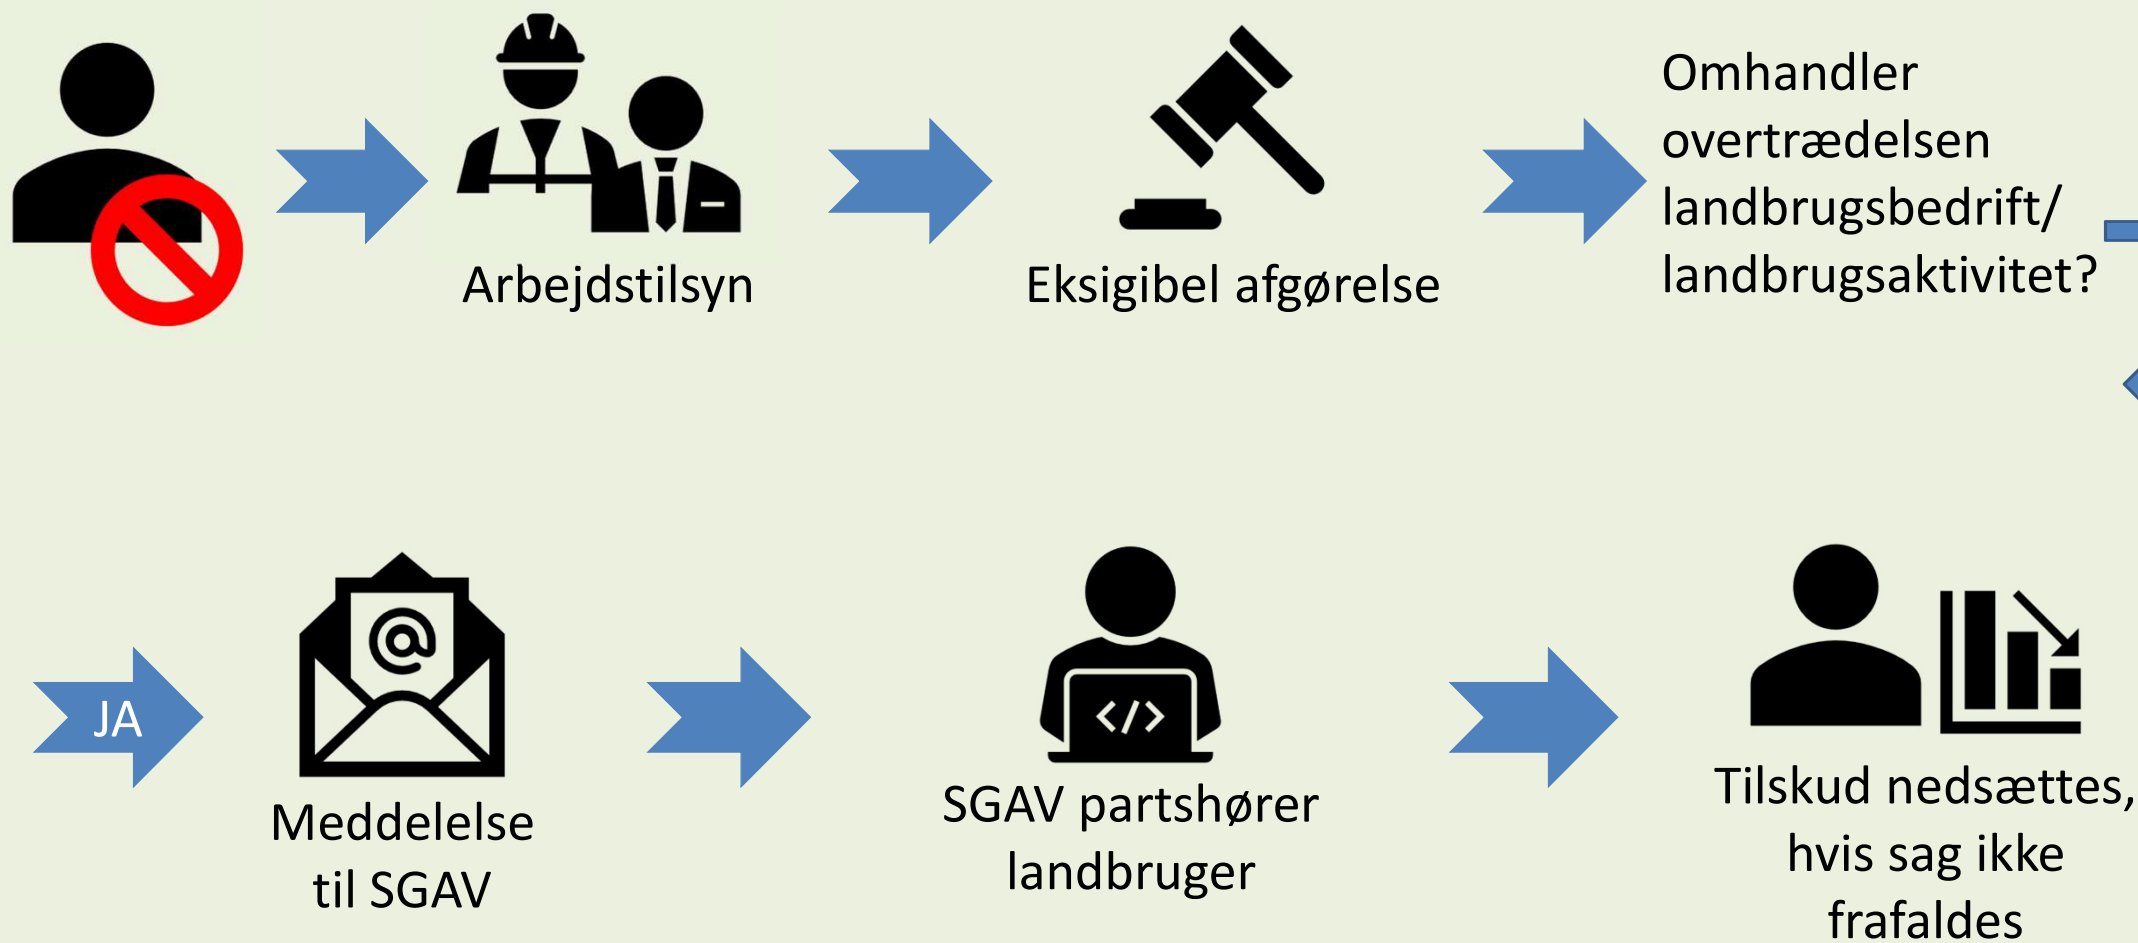 Arbejdstilsyn
Eksigibel afgørelse
Omhandler
overtrædelsen
landbrugsbedrift/
landbrugsaktivitet?
JA
@
Meddelelse
til SGAV
</>
SGAV partshører
landbruger
Tilskud nedsættes,
hvis sag ikke
frafaldes